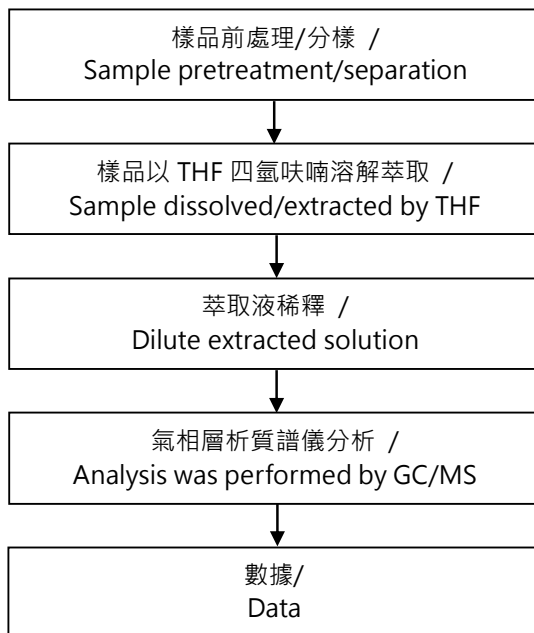 樣品前處理/分樣 /
Sample pretreatment/separation
樣品以 THF 四氫呋喃溶解萃取 /
Sample dissolved/extracted by THF
萃取液稀釋 /
Dilute extracted solution
氣相層析質譜儀分析 /
Analysis was performed by GC/MS
數據/
Data